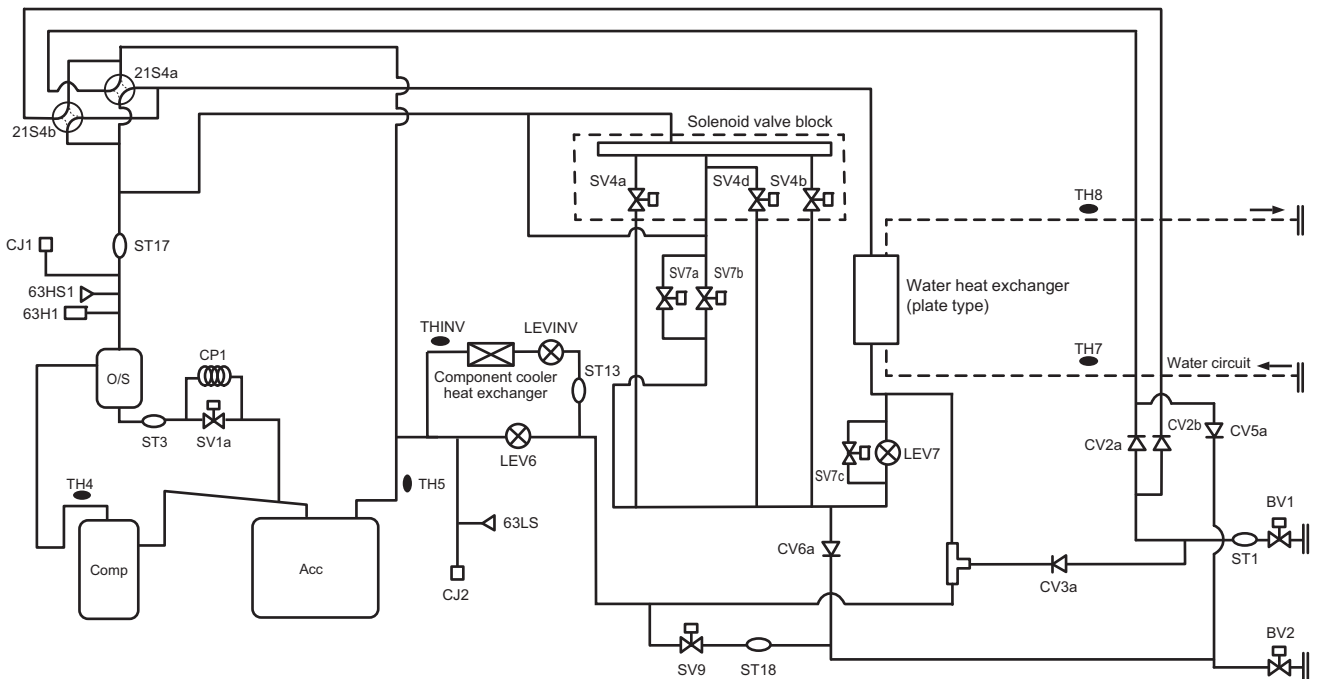 21S4a
21S4b
Solenoid valve block
SV4a
SV4d
SV4b
TH8
CJ1
ST17
SV7a
SV7b
63HS1
63H1
Water heat exchanger
(plate type)
THINV
LEVINV
TH7
Water circuit
O/S
CP1
Component cooler
heat exchanger
ST13
ST3
SV1a
LEV6
CV2a
CV2b
CV5a
LEV7
SV7c
TH4
TH5
63LS
BV1
Comp
Acc
CJ2
CV6a
CV3a
ST1
SV9
ST18
BV2